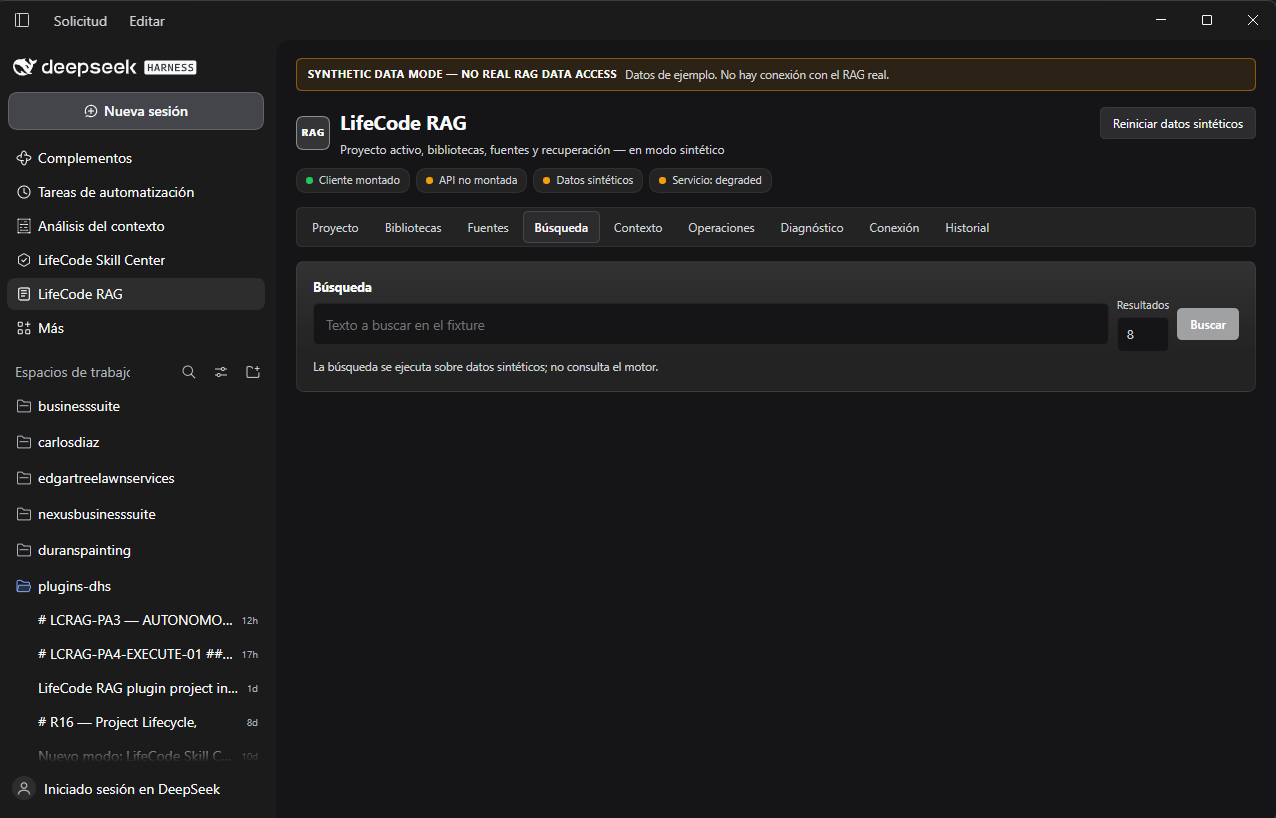 Solicitud Editar
deepseek HARNESS
Nueva sesión
Complementos
Tareas de automatización
Análisis del contexto
LifeCode Skill Center
LifeCode RAG
Más
Espacios de trabajo
businesssuite
carlosdiaz
edgartreelawnservices
nexusbusinesssuite
duranspainting
plugins-dhs
# LCRAG-PA3 — AUTONOMO... 12h
# LCRAG-PA4-EXECUTE-01 ##... 17h
LifeCode RAG plugin project in... 1d
# R16 — Project Lifecycle, 8d
Nuevo modo: LifeCode Skill C... 10d
Iniciado sesión en DeepSeek
SYNTHETIC DATA MODE — NO REAL RAG DATA ACCESS Datos de ejemplo. No hay conexión con el RAG real.
RAG
LifeCode RAG
Proyecto activo, bibliotecas, fuentes y recuperación — en modo sintético
Reiniciar datos sintéticos
Cliente montado API no montada Datos sintéticos Servicio: degraded
Proyecto Bibliotecas Fuentes Búsqueda Contexto Operaciones Diagnóstico Conexión Historial
Búsqueda
Texto a buscar en el fixture
Resultados
8
Buscar
La búsqueda se ejecuta sobre datos sintéticos; no consulta el motor.